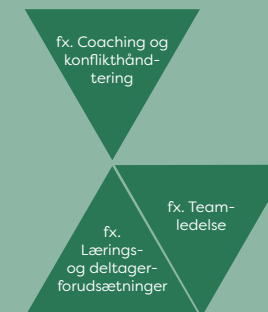 fx. Coaching og
konflikthånd-
tering
fx. Team-
ledelse
fx.
Lærings-
og deltager-
forudsætninger